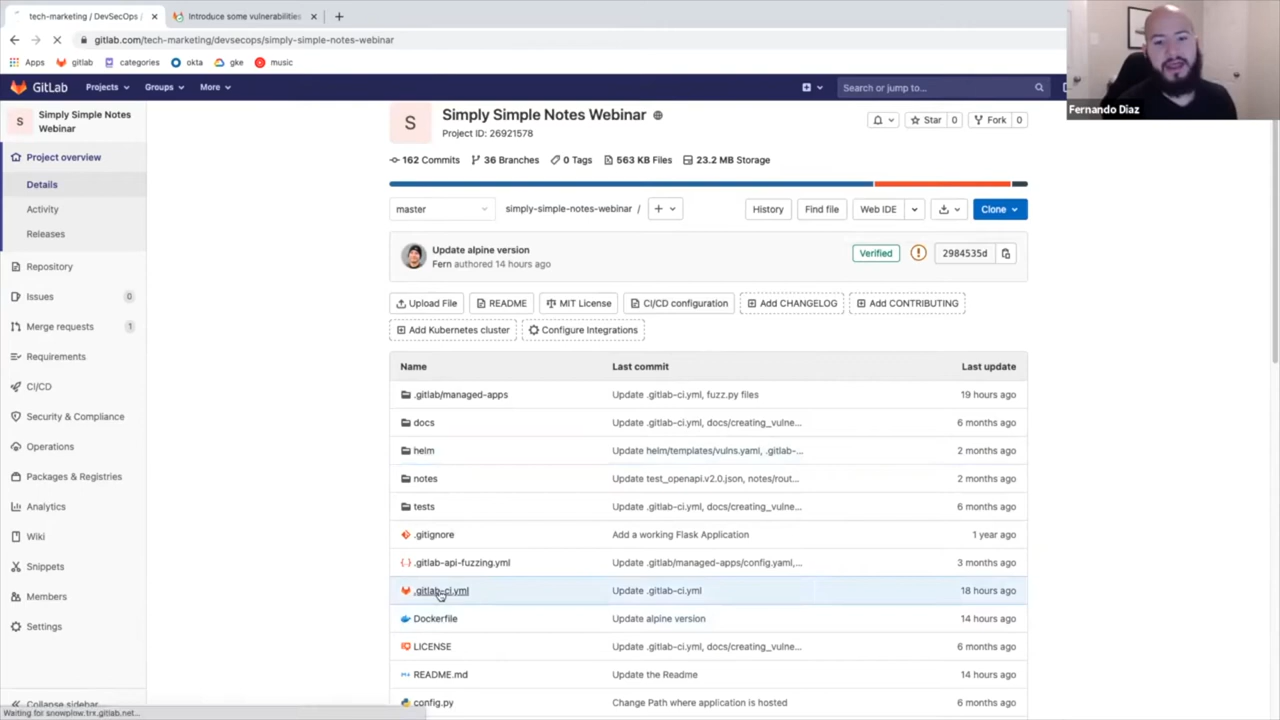 tech-marketing / DevSecOps /
Introduce some vulnerabilities
gitlab.com/tech-marketing/devsecops/simply-simple-notes-webinar
Apps gitlab categories okta gke music
GitLab Projects Groups More Search or jump to...
Fernando Diaz
S Simply Simple Notes Webinar
Project overview
Details
Activity
Releases
Repository
Issues 0
Merge requests 1
Requirements
CI/CD
Security & Compliance
Operations
Packages & Registries
Analytics
Wiki
Snippets
Members
Settings
Collapse sidebar
Waiting for snowplow.trx.gitlab.net...
S
Simply Simple Notes Webinar
Project ID: 26921578
Star 0 Fork 0
162 Commits 36 Branches 0 Tags 563 KB Files 23.2 MB Storage
master simply-simple-notes-webinar / + History Find file Web IDE Clone
Update alpine version
Fern authored 14 hours ago
Verified 2984535d
Upload File README MIT License CI/CD configuration Add CHANGELOG Add CONTRIBUTING
Add Kubernetes cluster Configure Integrations
Name Last commit Last update
.gitlab/managed-apps Update .gitlab-ci.yml, fuzz.py files 19 hours ago
docs Update .gitlab-ci.yml, docs/creating_vulne... 6 months ago
helm Update helm/templates/vulns.yaml, .gitlab-... 2 months ago
notes Update test_openapi.v2.0.json, notes/rout... 2 months ago
tests Update .gitlab-ci.yml, docs/creating_vulne... 6 months ago
.gitignore Add a working Flask Application 1 year ago
.gitlab-api-fuzzing.yml Update .gitlab/managed-apps/config.yaml,... 3 months ago
.gitlab-ci.yml Update .gitlab-ci.yml 18 hours ago
Dockerfile Update alpine version 14 hours ago
LICENSE Update .gitlab-ci.yml, docs/creating_vulne... 6 months ago
README.md Update the Readme 14 hours ago
config.py Change Path where application is hosted 6 months ago